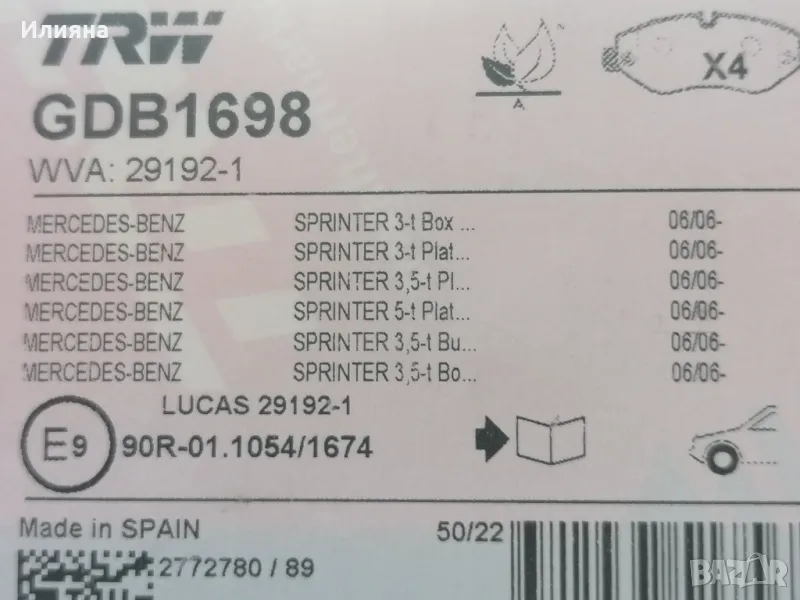 Илияна
TRW
X4
A
GDB1698
WVA: 29192-1
MERCEDES-BENZ SPRINTER 3-t Box ... 06/06-
MERCEDES-BENZ SPRINTER 3-t Plat... 06/06-
MERCEDES-BENZ SPRINTER 3,5-t Pl... 06/06-
MERCEDES-BENZ SPRINTER 5-t Plat... 06/06-
MERCEDES-BENZ SPRINTER 3,5-t Bu... 06/06-
MERCEDES-BENZ SPRINTER 3,5-t Bo... 06/06-
LUCAS 29192-1
E9 90R-01.1054/1674
Made in SPAIN 50/22
2772780 / 89
BAZAR